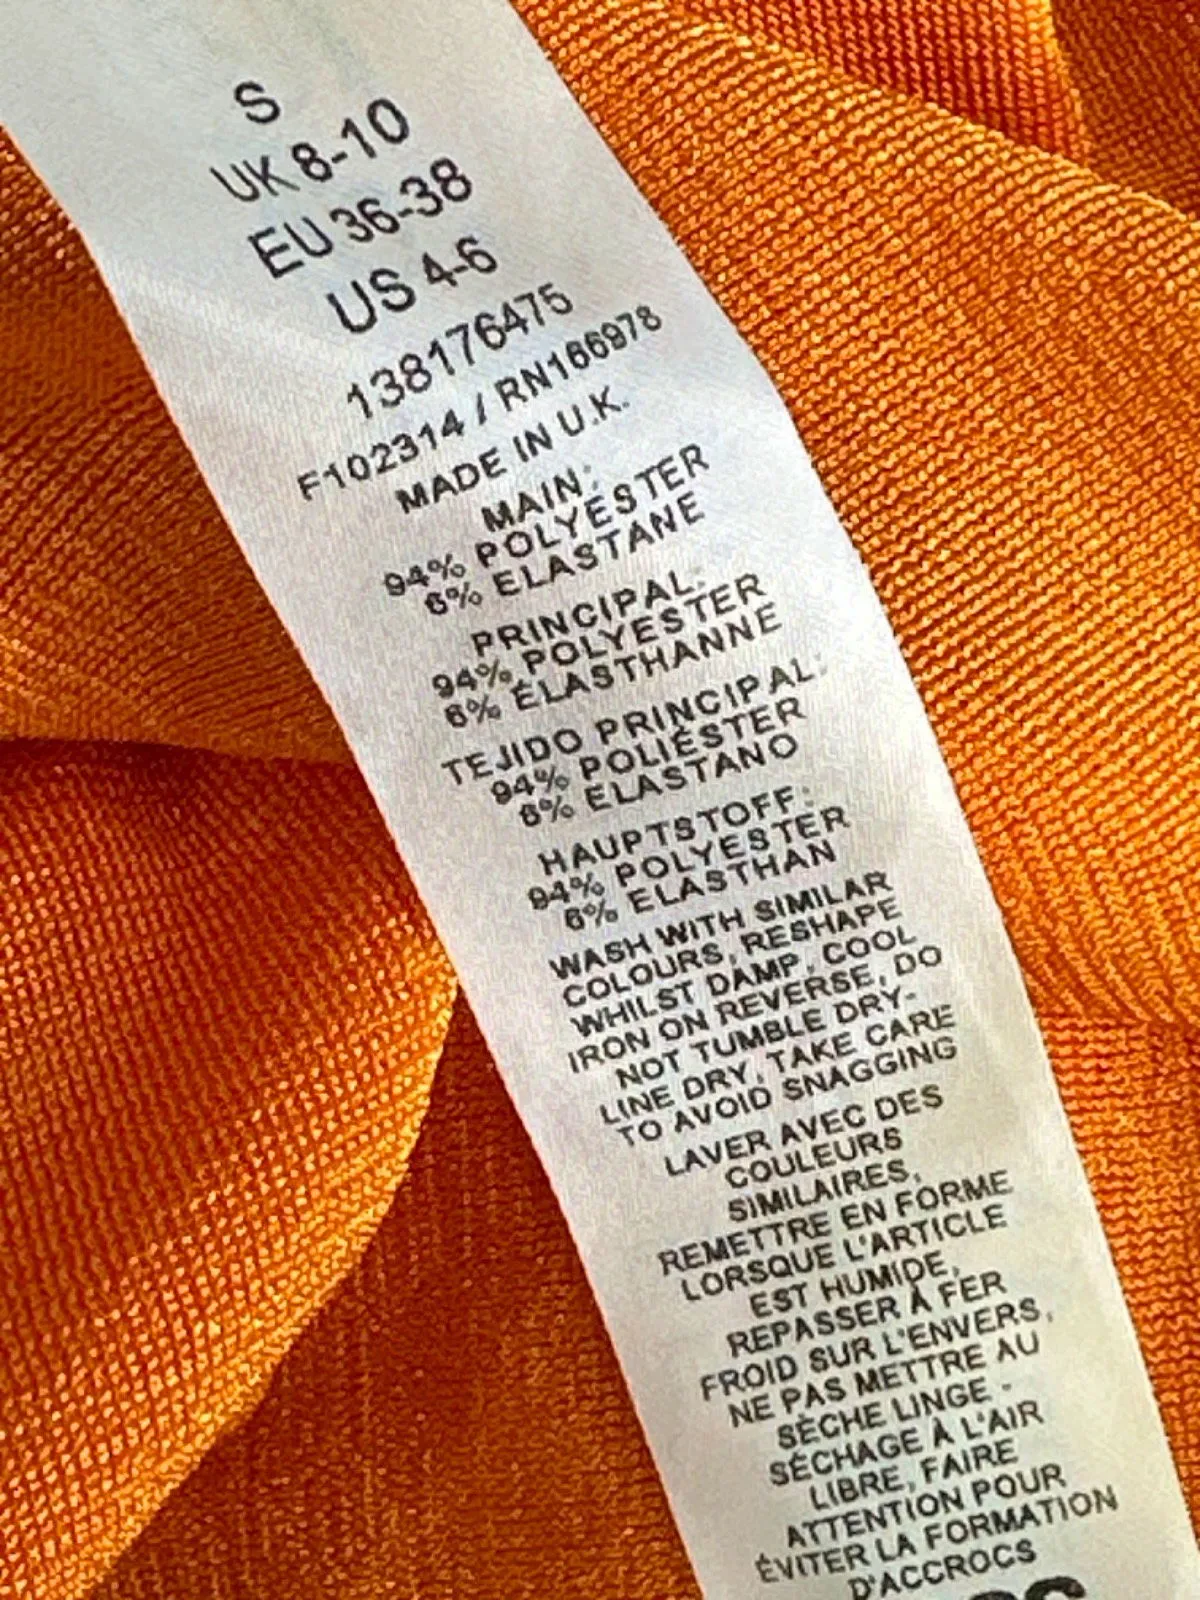 S
UK 8-10
EU 36-38
US 4-6
138176475
F102314 / RN166978
MADE IN U.K.
MAIN:
94% POLYESTER
6% ELASTANE
PRINCIPAL:
94% POLYESTER
6% ÉLASTHANNE
TEJIDO PRINCIPAL:
94% POLIÉSTER
6% ELASTANO
HAUPTSTOFF:
94% POLYESTER
6% ELASTHAN
WASH WITH SIMILAR
COLOURS, RESHAPE
WHILST DAMP, COOL
IRON ON REVERSE, DO
NOT TUMBLE DRY-
LINE DRY, TAKE CARE
TO AVOID SNAGGING
LAVER AVEC DES
COULEURS
SIMILAIRES,
REMETTRE EN FORME
LORSQUE L'ARTICLE
EST HUMIDE,
REPASSER À FER
FROID SUR L'ENVERS,
NE PAS METTRE AU
SÈCHE LINGE -
SÉCHAGE À L'AIR
LIBRE, FAIRE
ATTENTION POUR
ÉVITER LA FORMATION
D'ACCROCS